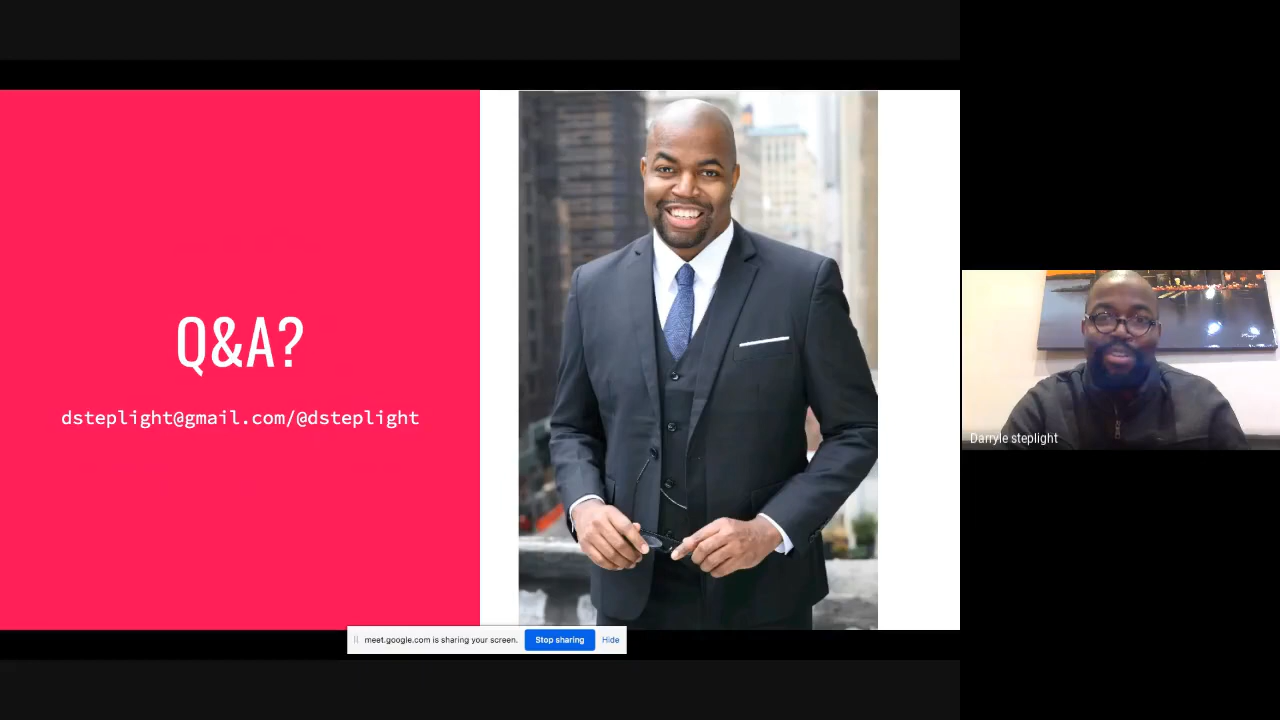 Q&A?
dsteplight@gmail.com/@dsteplight
meet.google.com is sharing your screen. Stop sharing Hide
Darryle steplight